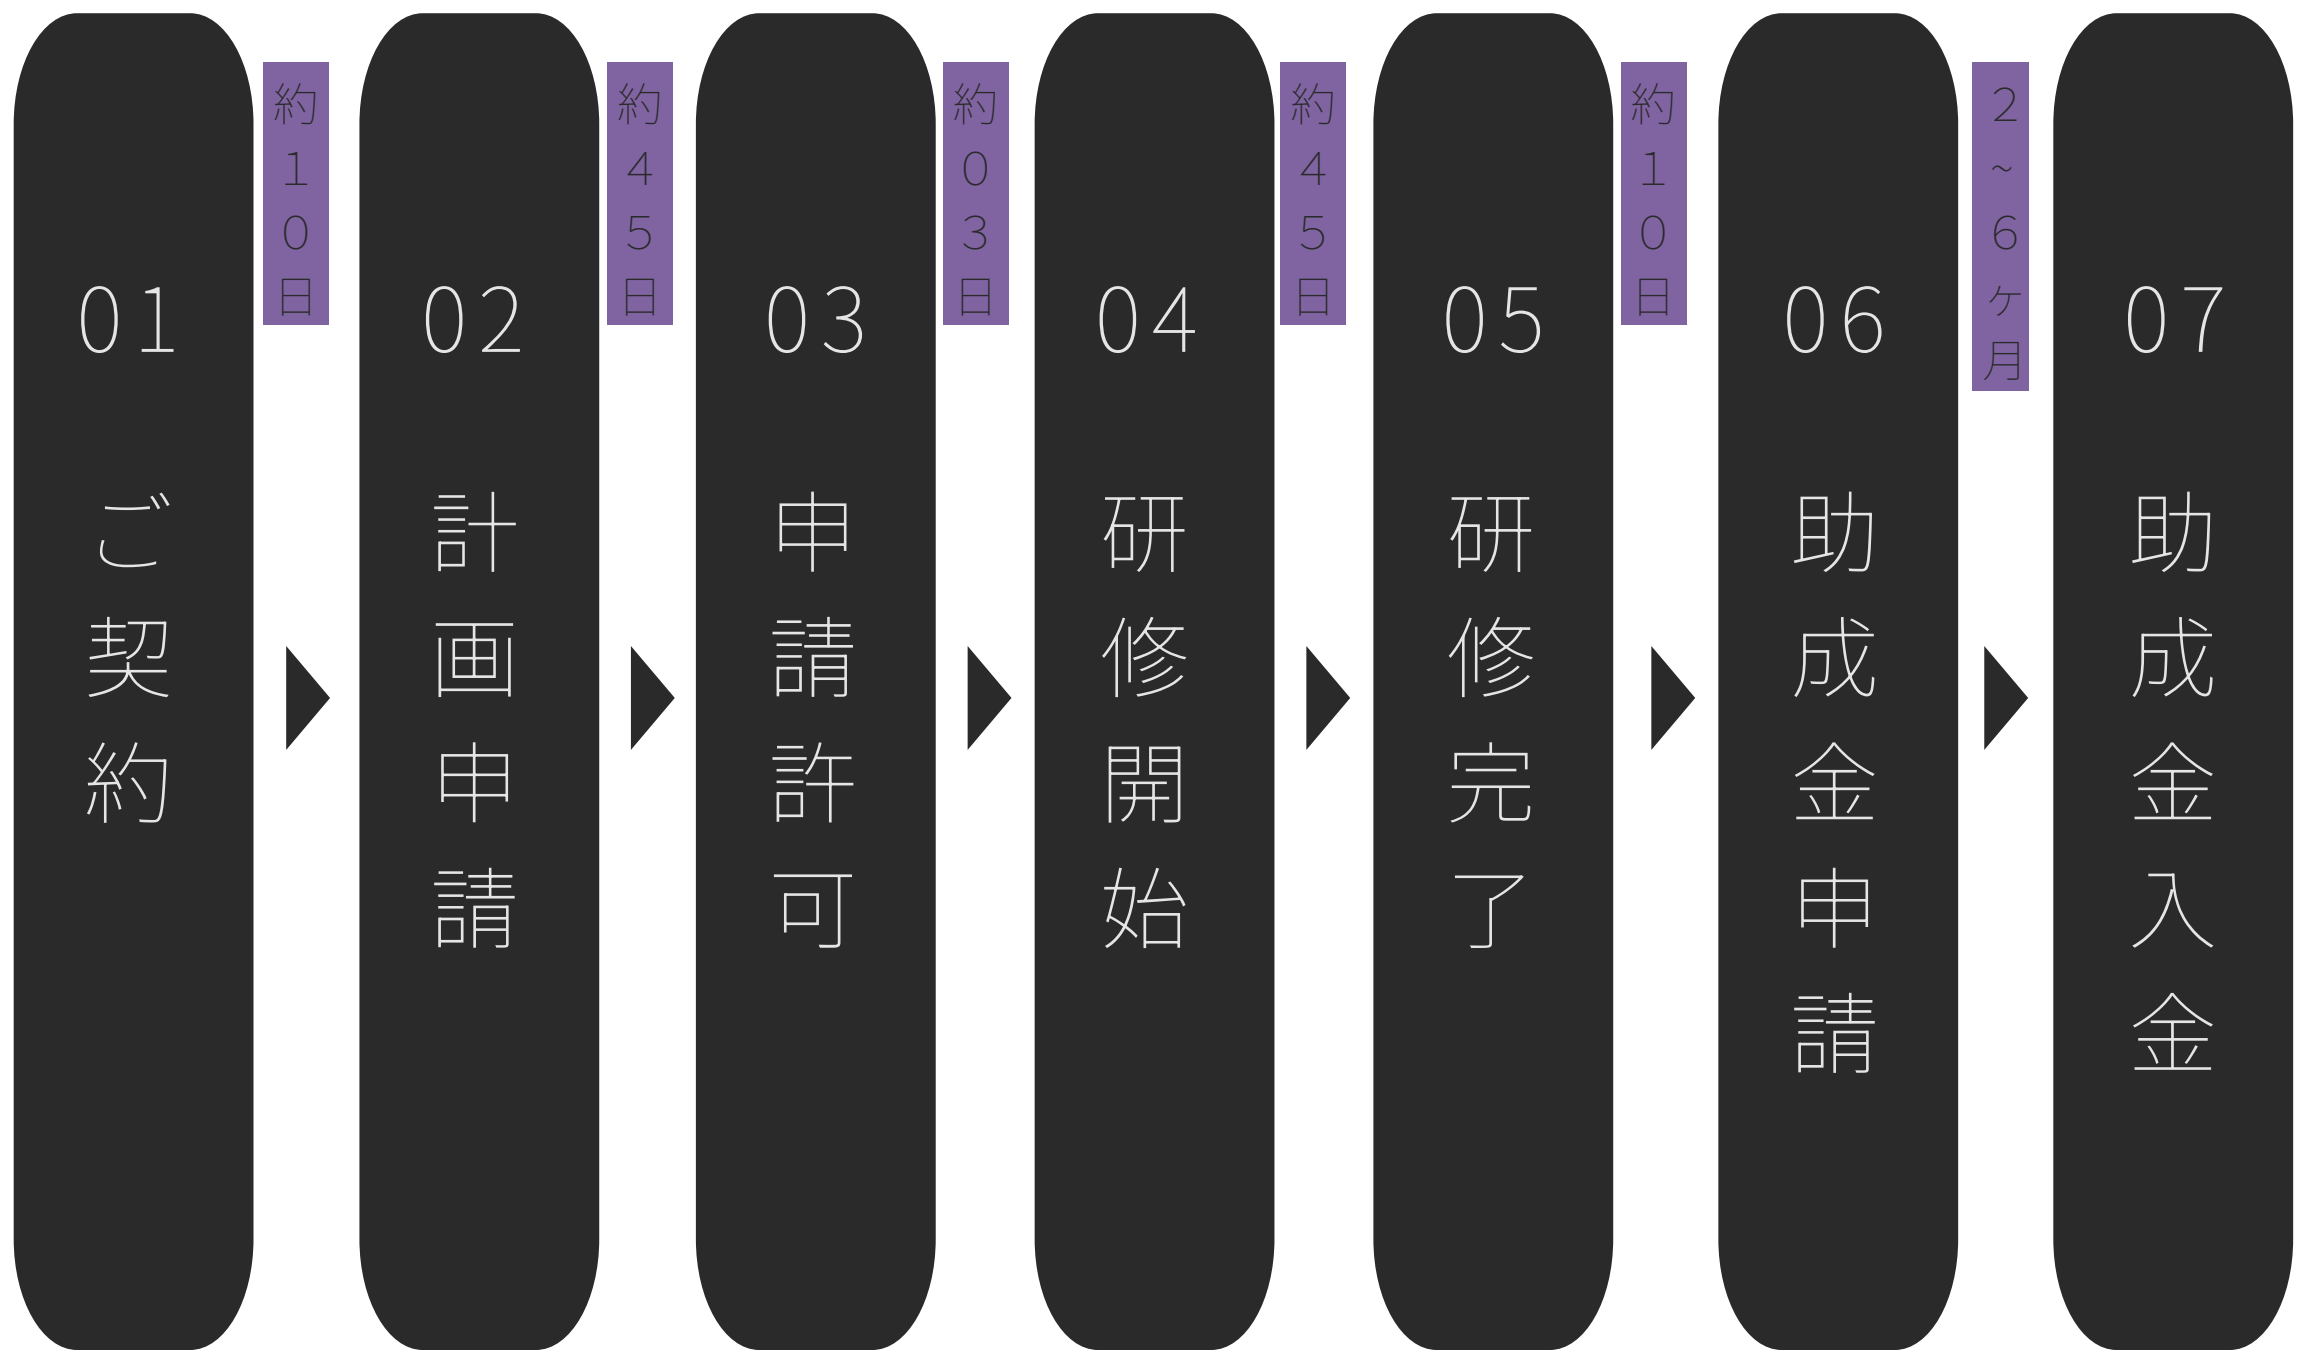 01
ご契約
約10日
02
計画申請
約45日
03
申請許可
約03日
04
研修開始
約45日
05
研修完了
約10日
06
助成金申請
2~6ヶ月
07
助成金入金